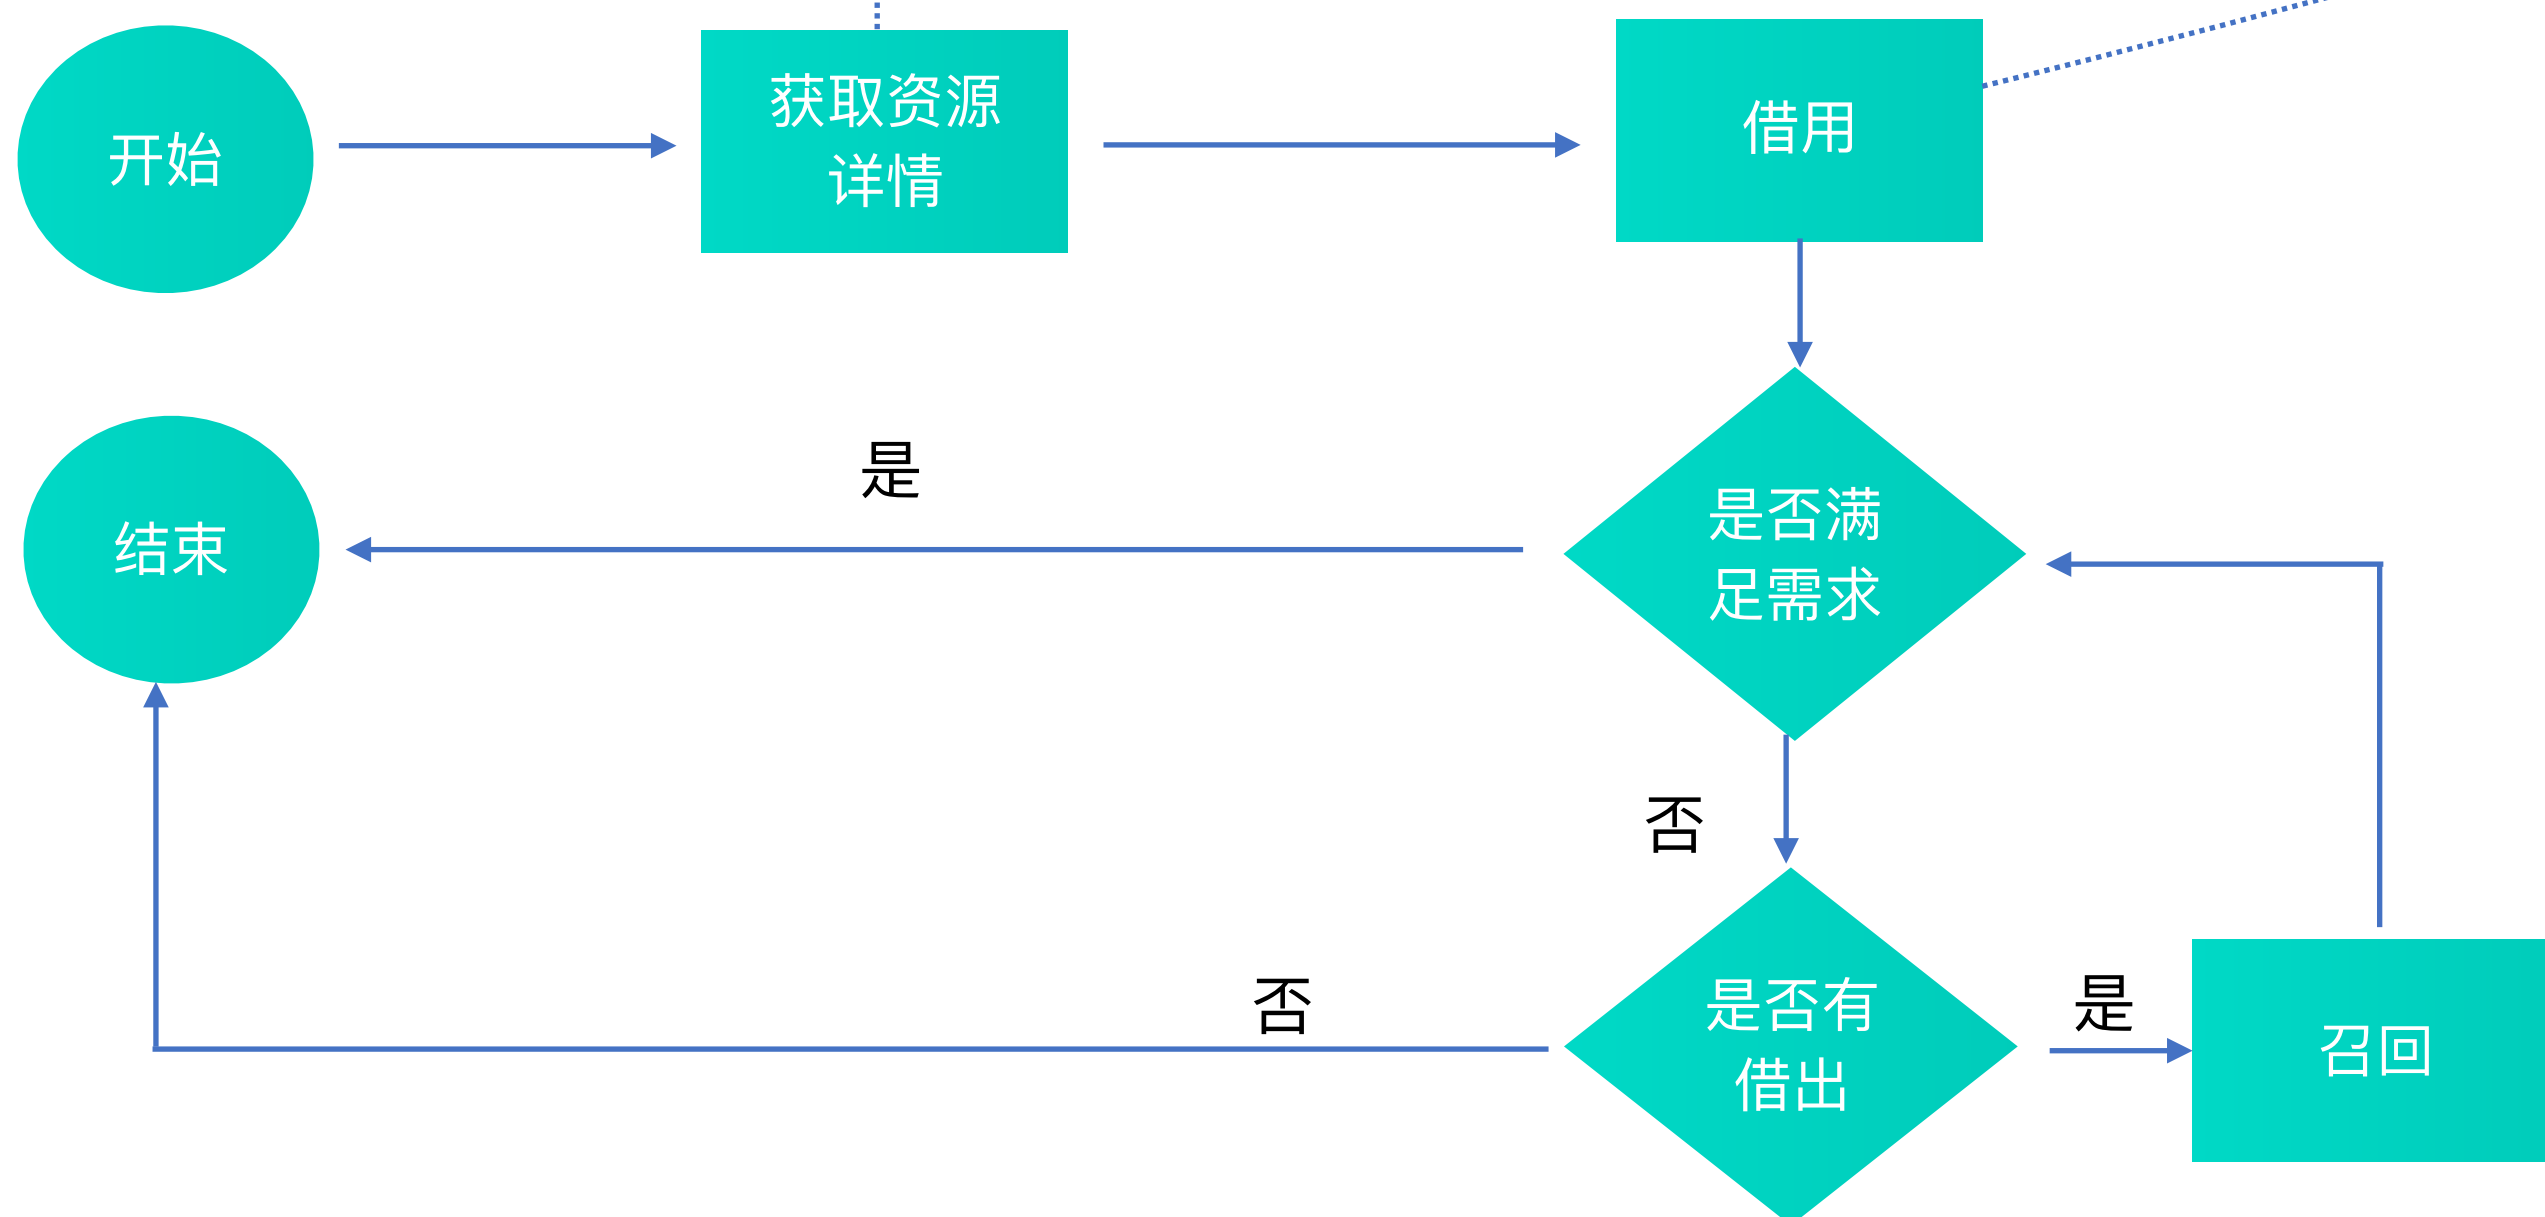 开始
获取资源
详情
借用
是
结束
是否满
足需求
否
否
是否有
借出
是
召回